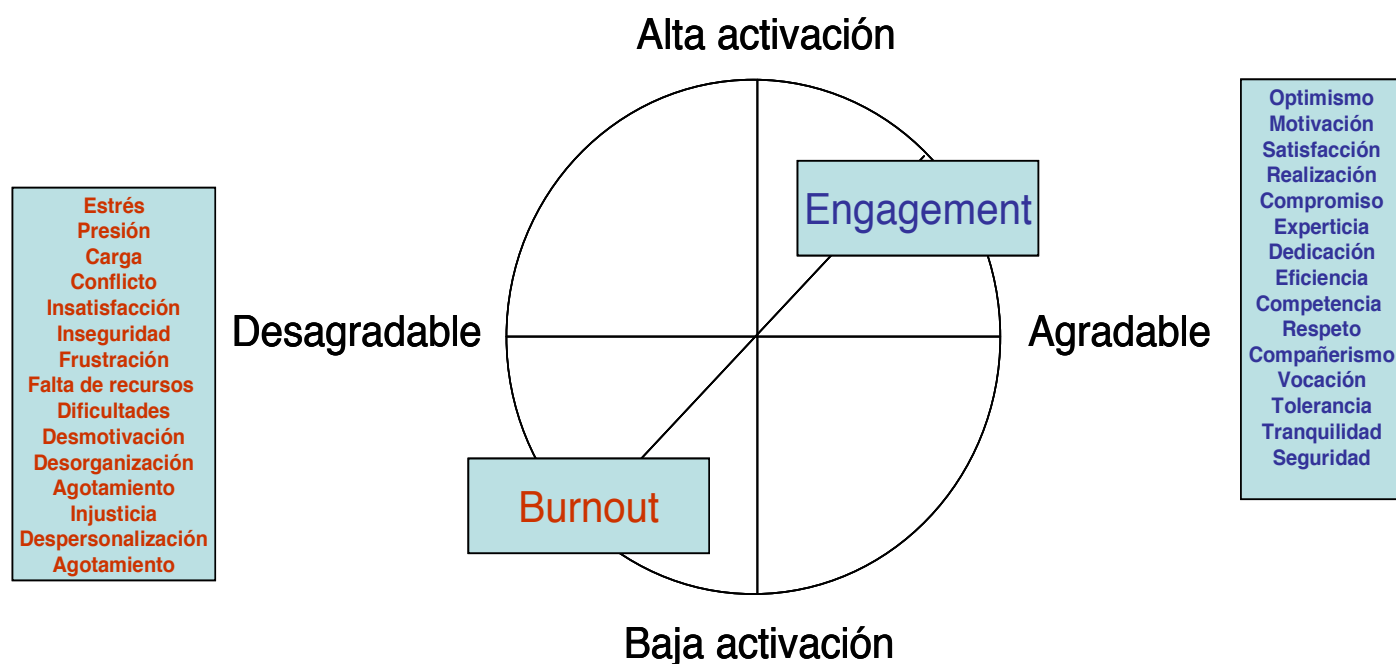 Alta activación
Estrés
Presión
Carga
Conflicto
Insatisfacción
Inseguridad
Frustración
Falta de recursos
Dificultades
Desmotivación
Desorganización
Agotamiento
Injusticia
Despersonalización
Agotamiento
Desagradable
Engagement
Burnout
Agradable
Optimismo
Motivación
Satisfacción
Realización
Compromiso
Experticia
Dedicación
Eficiencia
Competencia
Respeto
Compañerismo
Vocación
Tolerancia
Tranquilidad
Seguridad
Baja activación